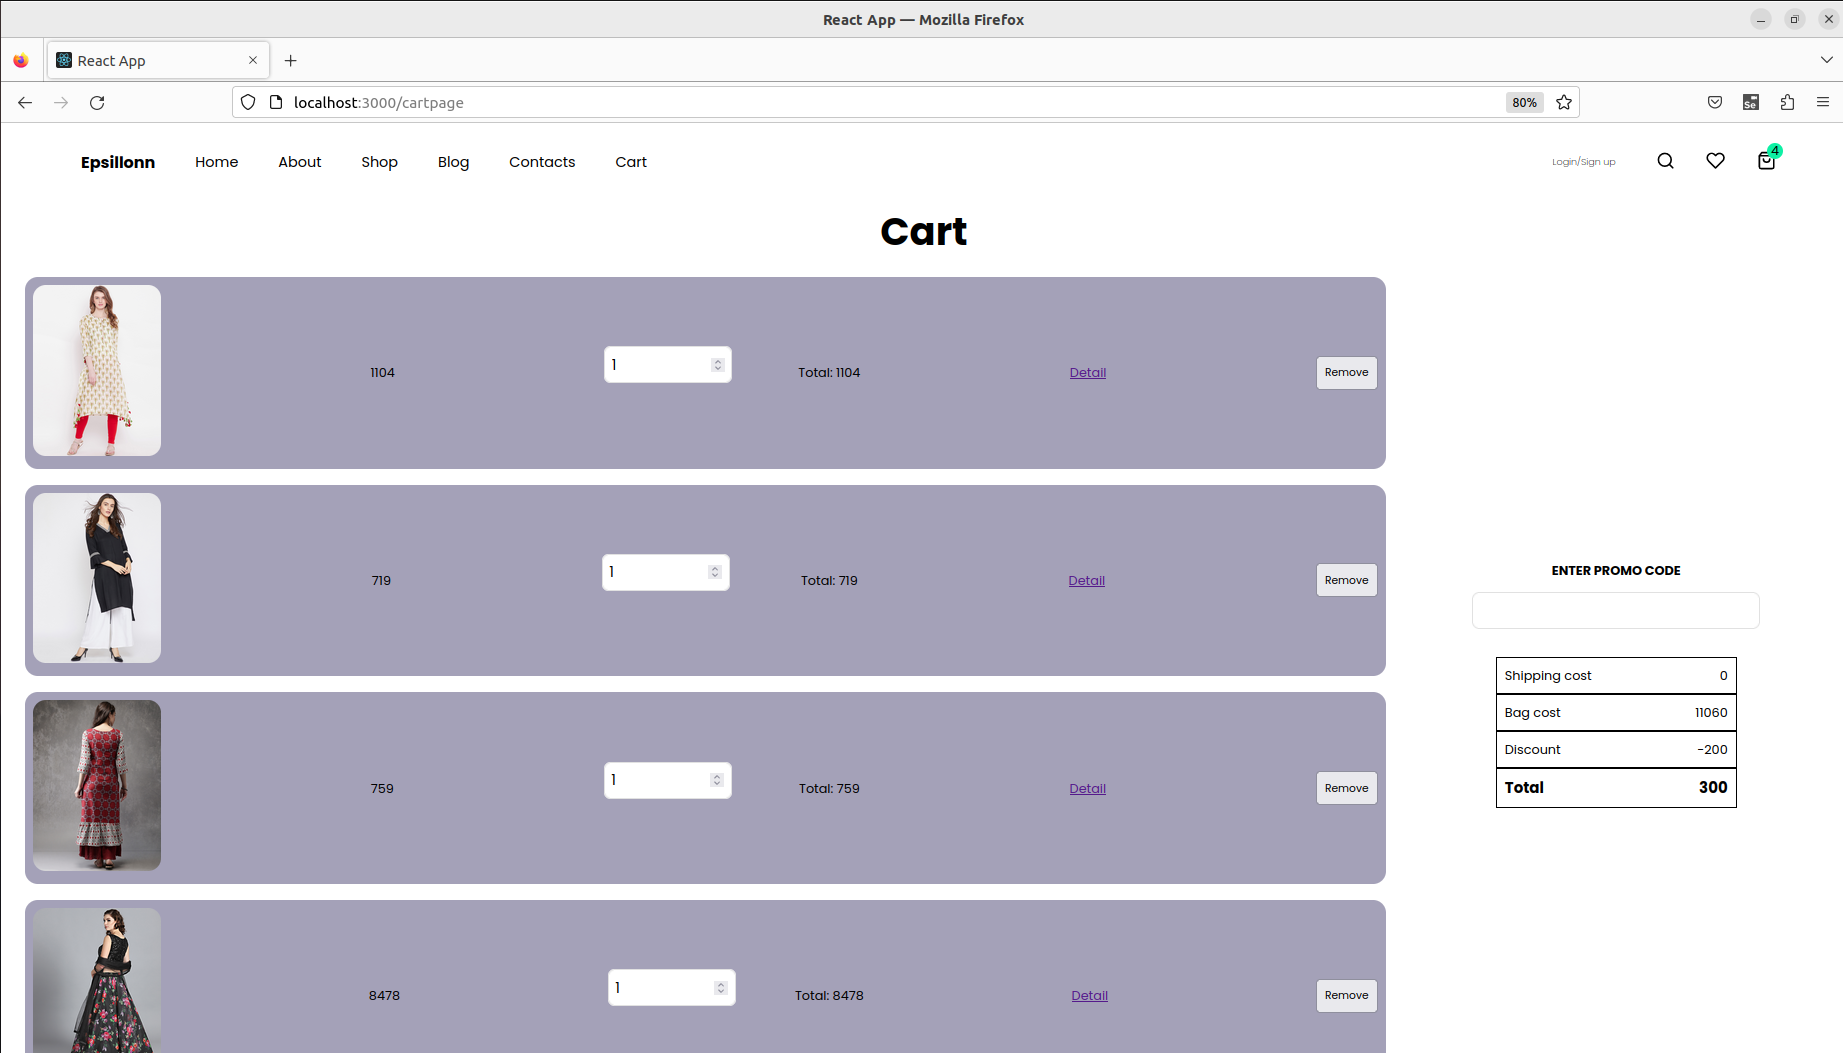 React App — Mozilla Firefox
React App
localhost:3000/cartpage
80%
Se
Epsillonn Home About Shop Blog Contacts Cart Login/Sign up 4
Cart
1104 1 Total: 1104 Detail Remove
719 1 Total: 719 Detail Remove
759 1 Total: 759 Detail Remove
8478 1 Total: 8478 Detail Remove
ENTER PROMO CODE
Shipping cost 0
Bag cost 11060
Discount -200
Total 300